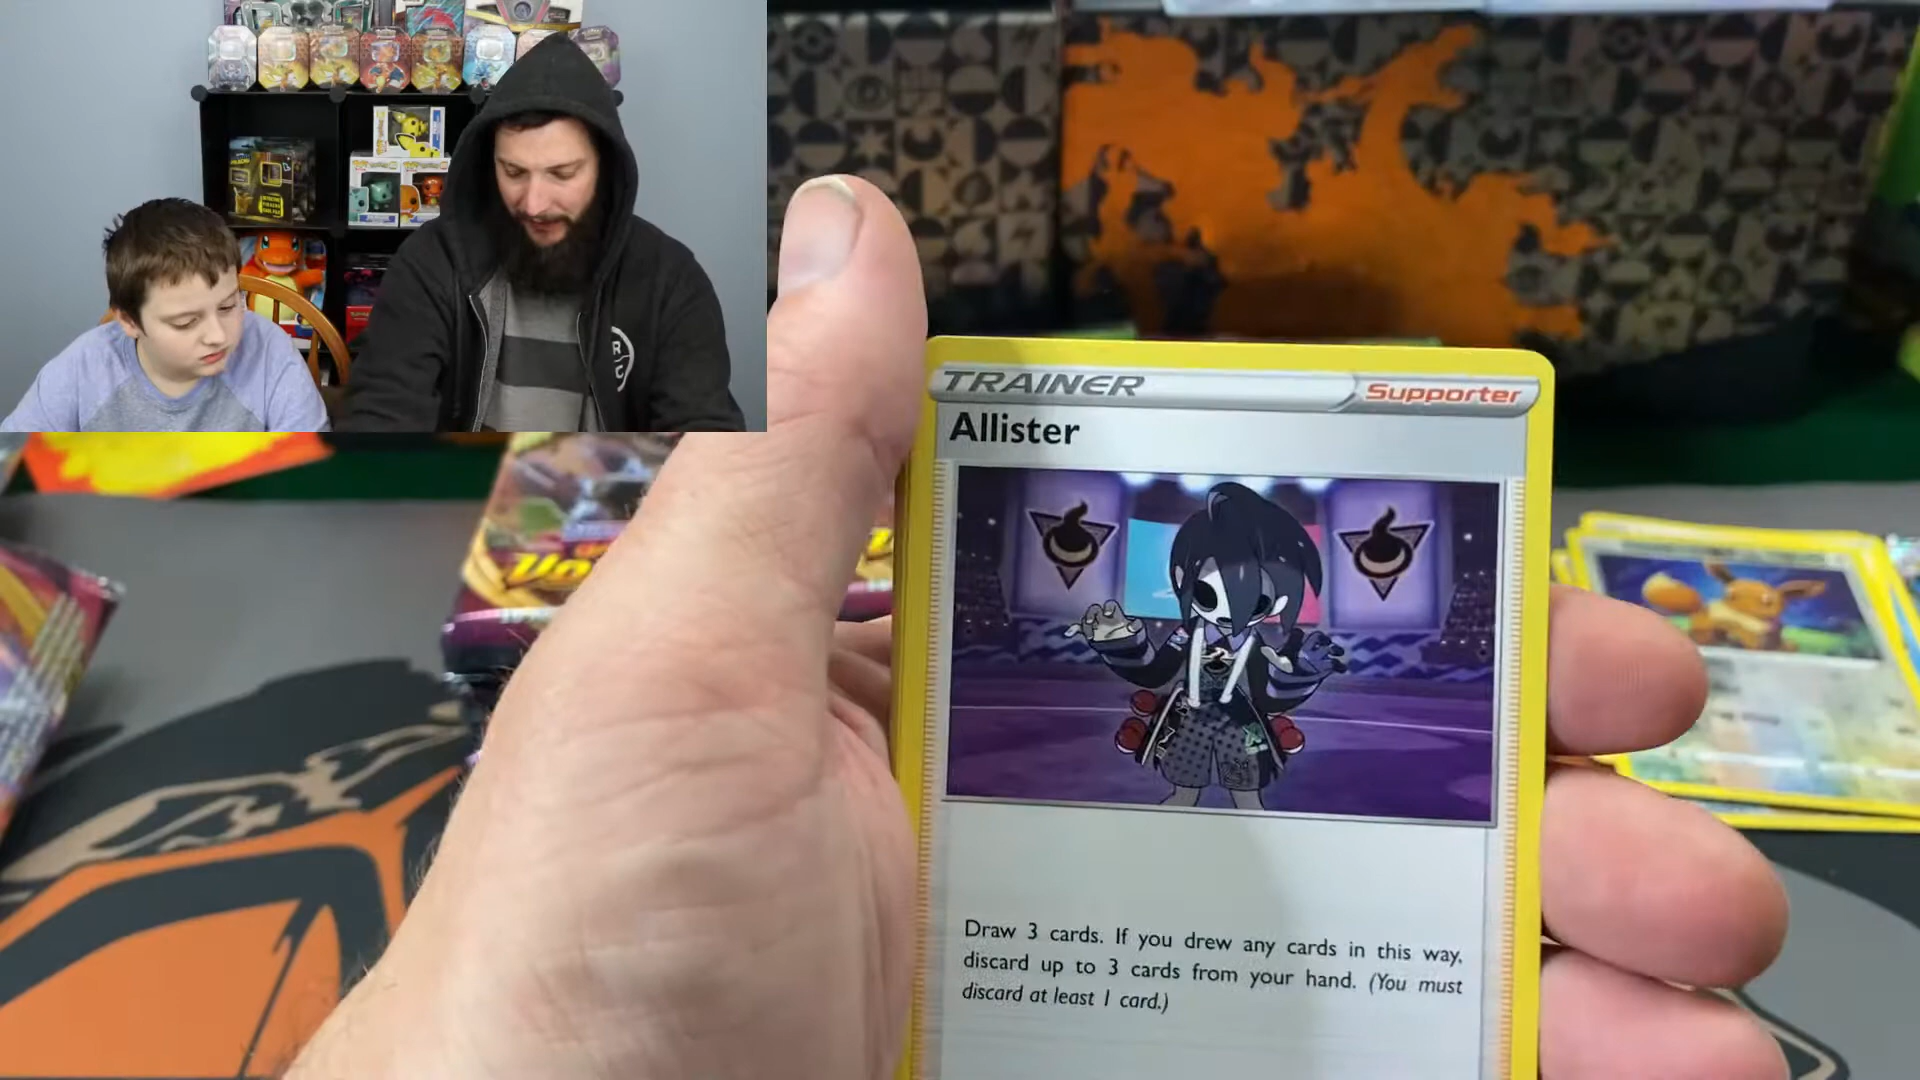 TRAINER
Supporter
Allister
Draw 3 cards. If you drew any cards in this way,
discard up to 3 cards from your hand. (You must
discard at least 1 card.)